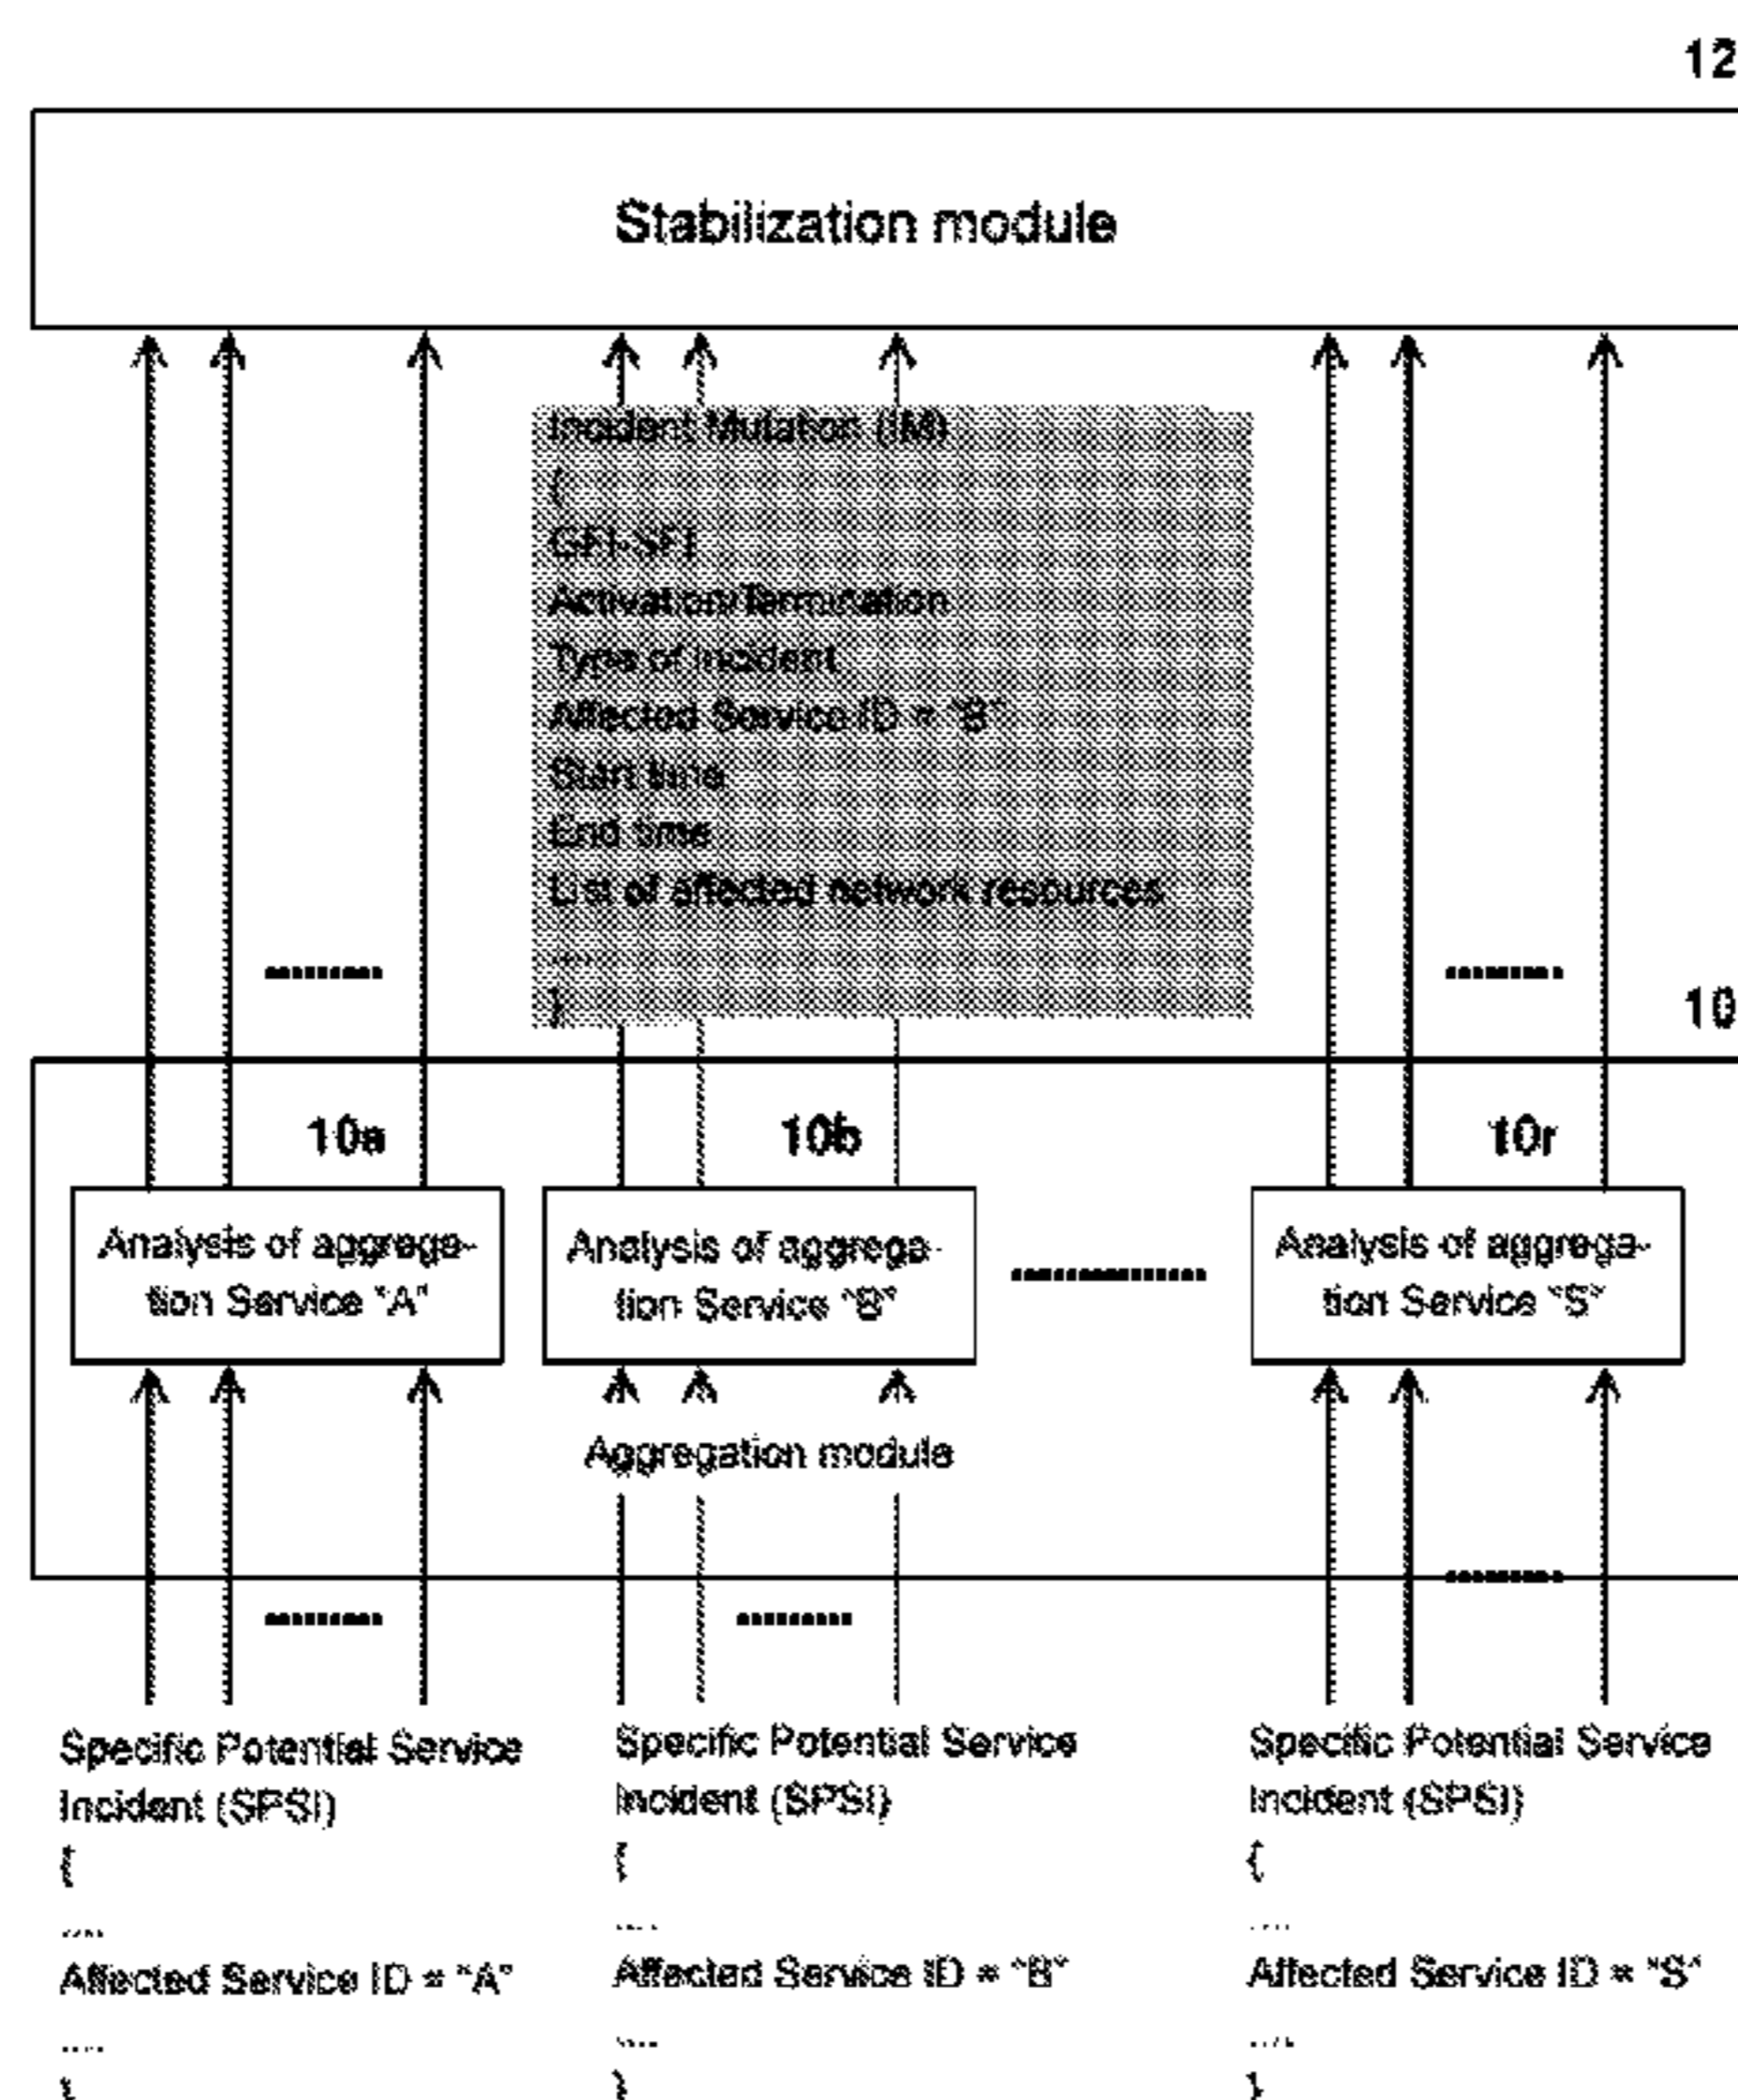 12
Stabilization module
Incident Mutation (IM)
{
GFI-SFI
Activation/Termination
Type of Incident
Affected Service ID = "B"
Start time
End time
List of affected network resources
....
}
10
10a
10b
10r
Analysis of aggrega-
tion Service "A"
Analysis of aggrega-
tion Service "B"
Analysis of aggrega-
tion Service "S"
Aggregation module
Specific Potential Service
Incident (SPSI)
{
....
Affected Service ID = "A"
....
{
Specific Potential Service
Incident (SPSI)
{
....
Affected Service ID = "B"
....
}
Specific Potential Service
Incident (SPSI)
{
....
Affected Service ID = "S"
....
}